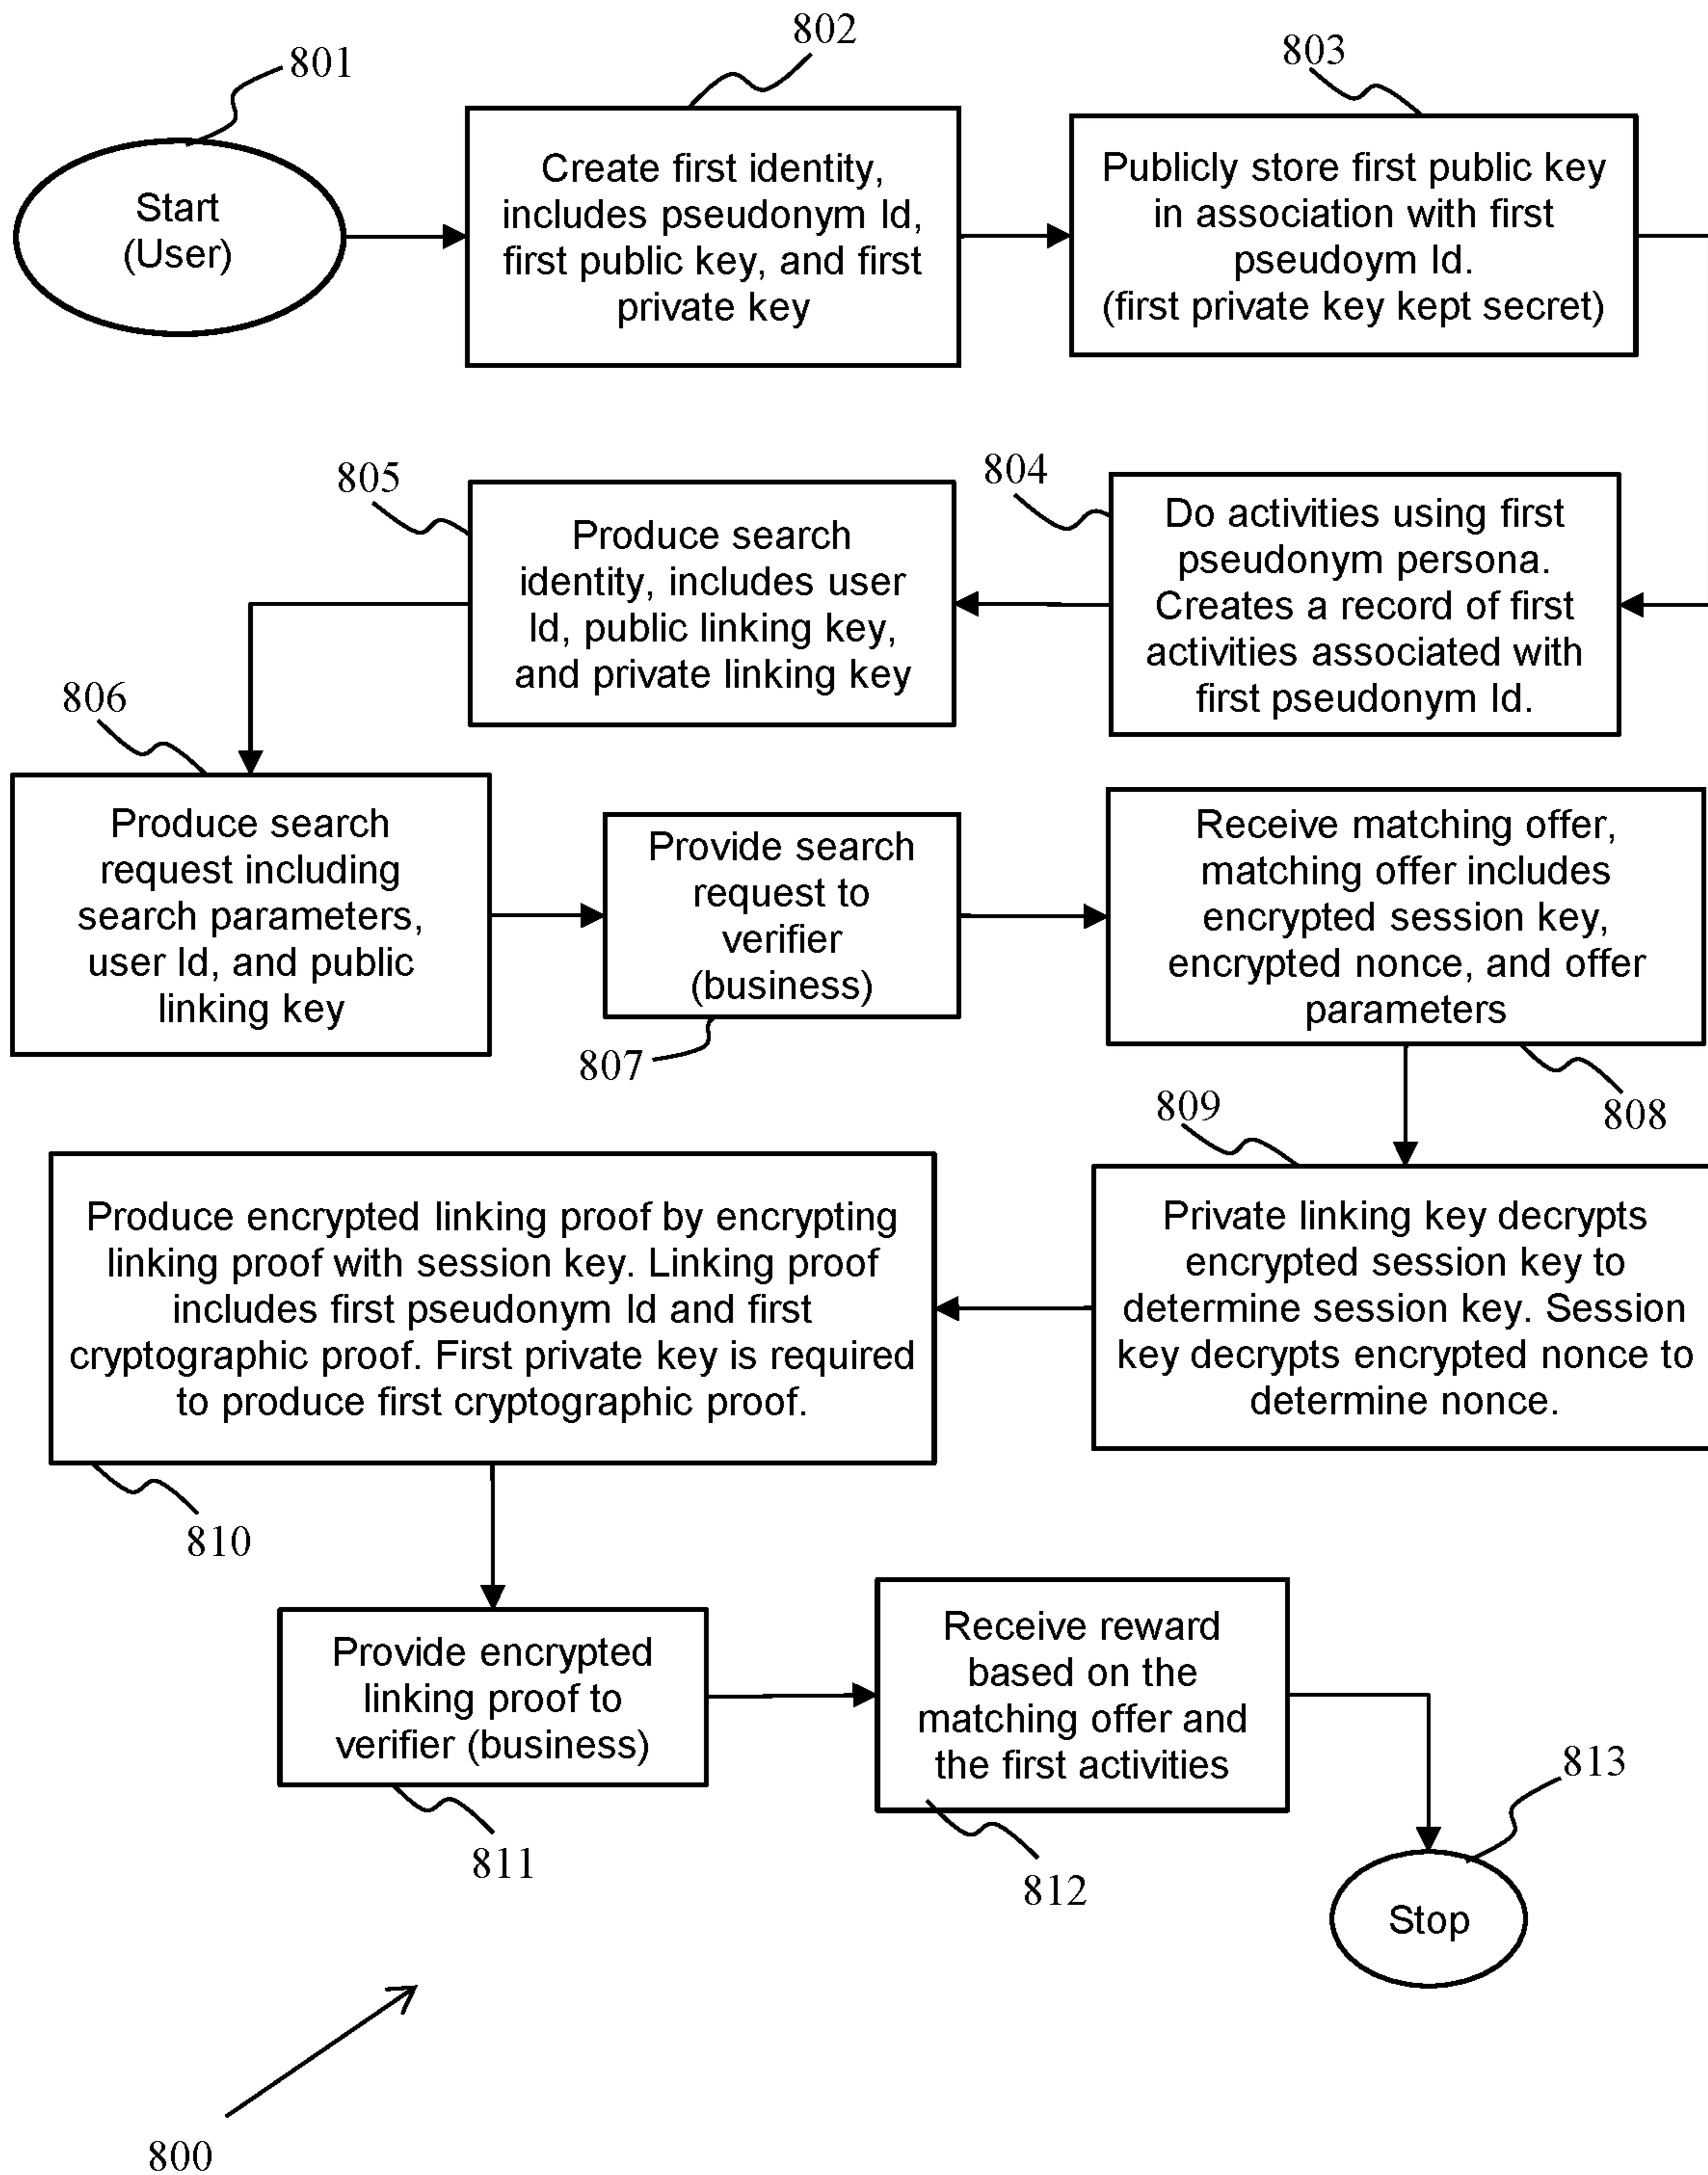 801
Start
(User)
802
Create first identity,
includes pseudonym Id,
first public key, and first
private key
803
Publicly store first public key
in association with first
pseudoym Id.
(first private key kept secret)
804
Do activities using first
pseudonym persona.
Creates a record of first
activities associated with
first pseudonym Id.
805
Produce search
identity, includes user
Id, public linking key,
and private linking key
806
Produce search
request including
search parameters,
user Id, and public
linking key
Provide search
request to
verifier
(business)
807
Receive matching offer,
matching offer includes
encrypted session key,
encrypted nonce, and offer
parameters
808
809
Private linking key decrypts
encrypted session key to
determine session key. Session
key decrypts encrypted nonce to
determine nonce.
Produce encrypted linking proof by encrypting
linking proof with session key. Linking proof
includes first pseudonym Id and first
cryptographic proof. First private key is required
to produce first cryptographic proof.
810
Provide encrypted
linking proof to
verifier (business)
811
Receive reward
based on the
matching offer and
the first activities
812
813
Stop
800